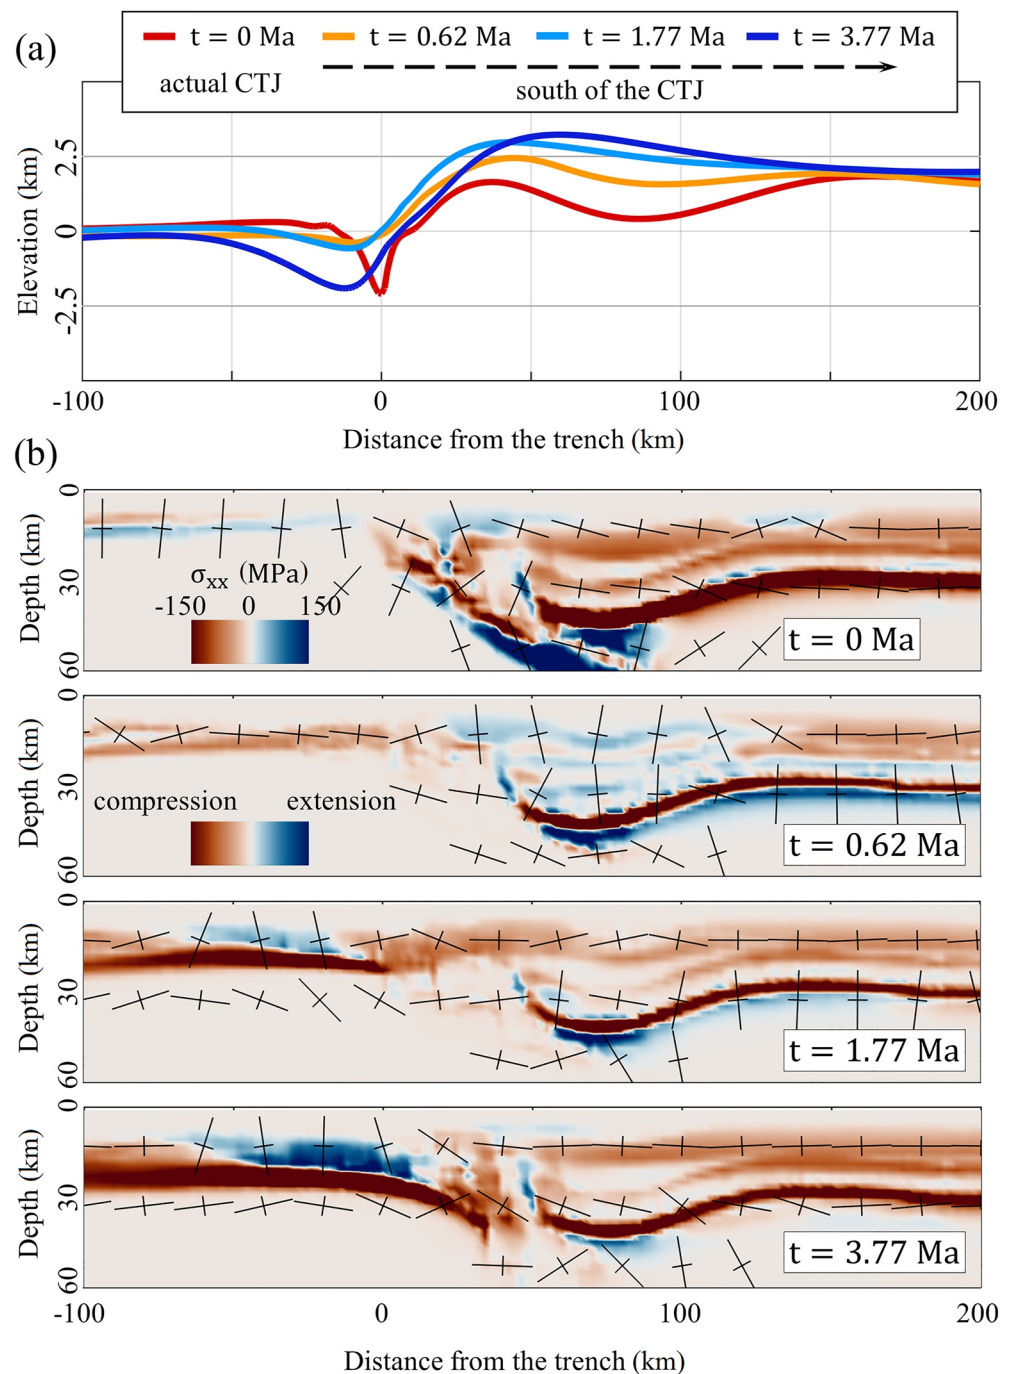 (a)
t = 0 Ma t = 0.62 Ma t = 1.77 Ma t = 3.77 Ma
actual CTJ south of the CTJ
Elevation (km)
2.5
0
-2.5
-100 0 100 200
Distance from the trench (km)
(b)
Depth (km)
0
30
60
σxx (MPa)
-150 0 150
t = 0 Ma
Depth (km)
0
30
60
compression extension
t = 0.62 Ma
Depth (km)
0
30
60
t = 1.77 Ma
Depth (km)
0
30
60
t = 3.77 Ma
-100 0 100 200
Distance from the trench (km)